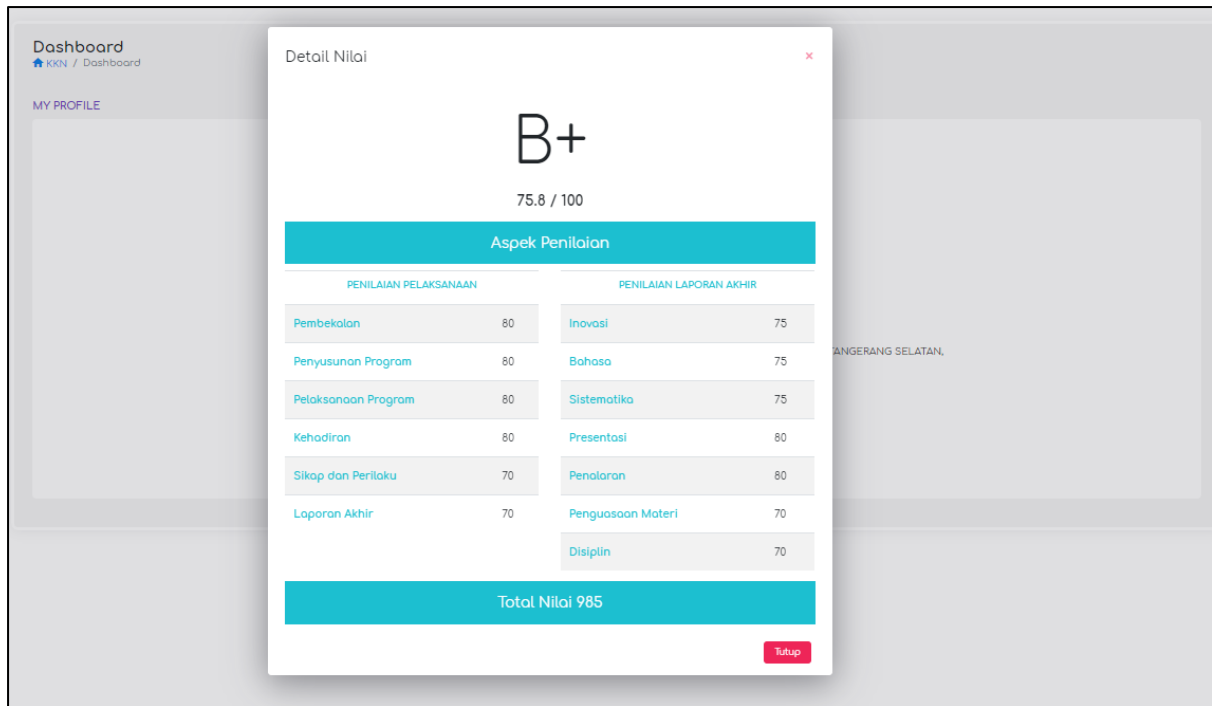 Dashboard
KKN / Dashboard
MY PROFILE
Detail Nilai
×
B+
75.8 / 100
Aspek Penilaian
PENILAIAN PELAKSANAAN
Pembekalan 80
Penyusunan Program 80
Pelaksanaan Program 80
Kehadiran 80
Sikap dan Perilaku 70
Laporan Akhir 70
PENILAIAN LAPORAN AKHIR
Inovasi 75
Bahasa 75
Sistematika 75
Presentasi 80
Penalaran 80
Penguasaan Materi 70
Disiplin 70
Total Nilai 985
Tutup
TANGERANG SELATAN,